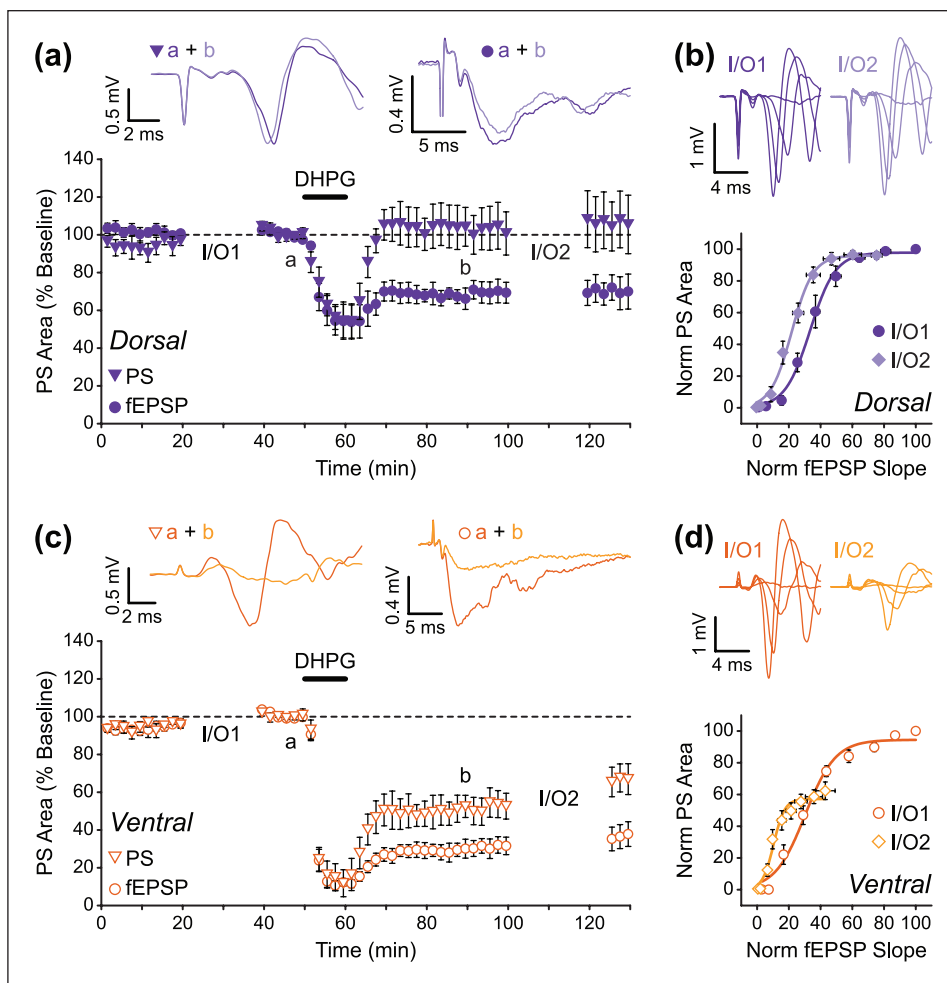 (a)
a + b
0.5 mV
2 ms
a + b
0.4 mV
5 ms
DHPG
140
120
100
80
60
40
20
0
PS Area (% Baseline)
I/O1
a
b
I/O2
Dorsal
PS
fEPSP
0 20 40 60 80 100 120
Time (min)
(b)
I/O1
I/O2
1 mV
4 ms
100
80
60
40
20
0
Norm PS Area
I/O1
I/O2
Dorsal
0 20 40 60 80 100
Norm fEPSP Slope
(c)
a + b
0.5 mV
2 ms
a + b
0.4 mV
5 ms
DHPG
140
120
100
80
60
40
20
0
PS Area (% Baseline)
I/O1
a
b
I/O2
Ventral
PS
fEPSP
0 20 40 60 80 100 120
Time (min)
(d)
I/O1
I/O2
1 mV
4 ms
100
80
60
40
20
0
Norm PS Area
I/O1
I/O2
Ventral
0 20 40 60 80 100
Norm fEPSP Slope